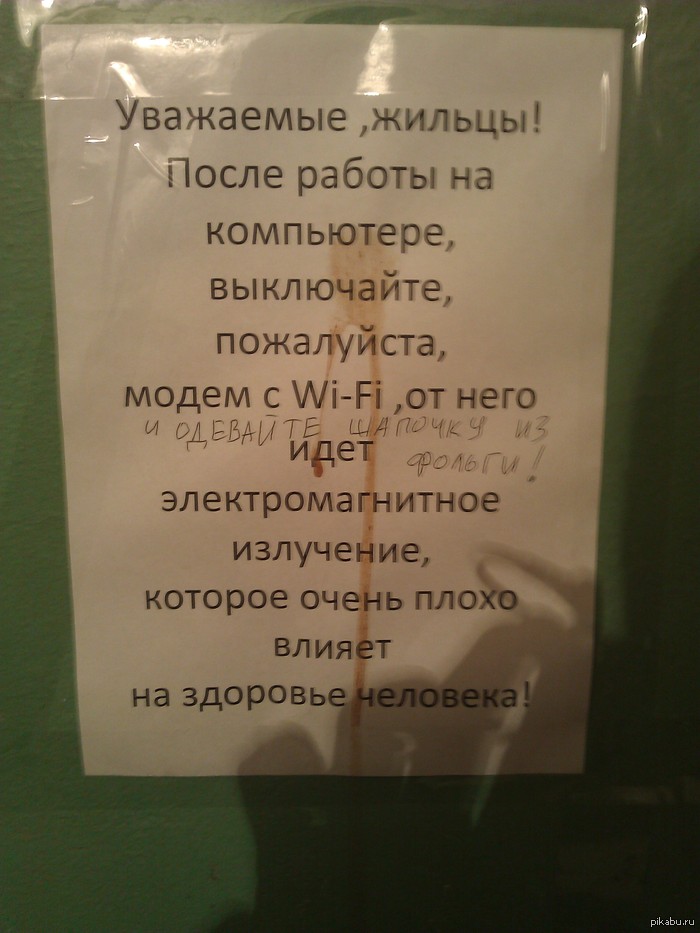 Уважаемые ,жильцы!
После работы на
компьютере,
выключайте,
пожалуйста,
модем с Wi-Fi ,от него
и ОДЕВАЙТЕ ШАПОЧКУ ИЗ
идет
ФОЛЬГИ!
электромагнитное
излучение,
которое очень плохо
влияет
на здоровье человека!
pikabu.ru